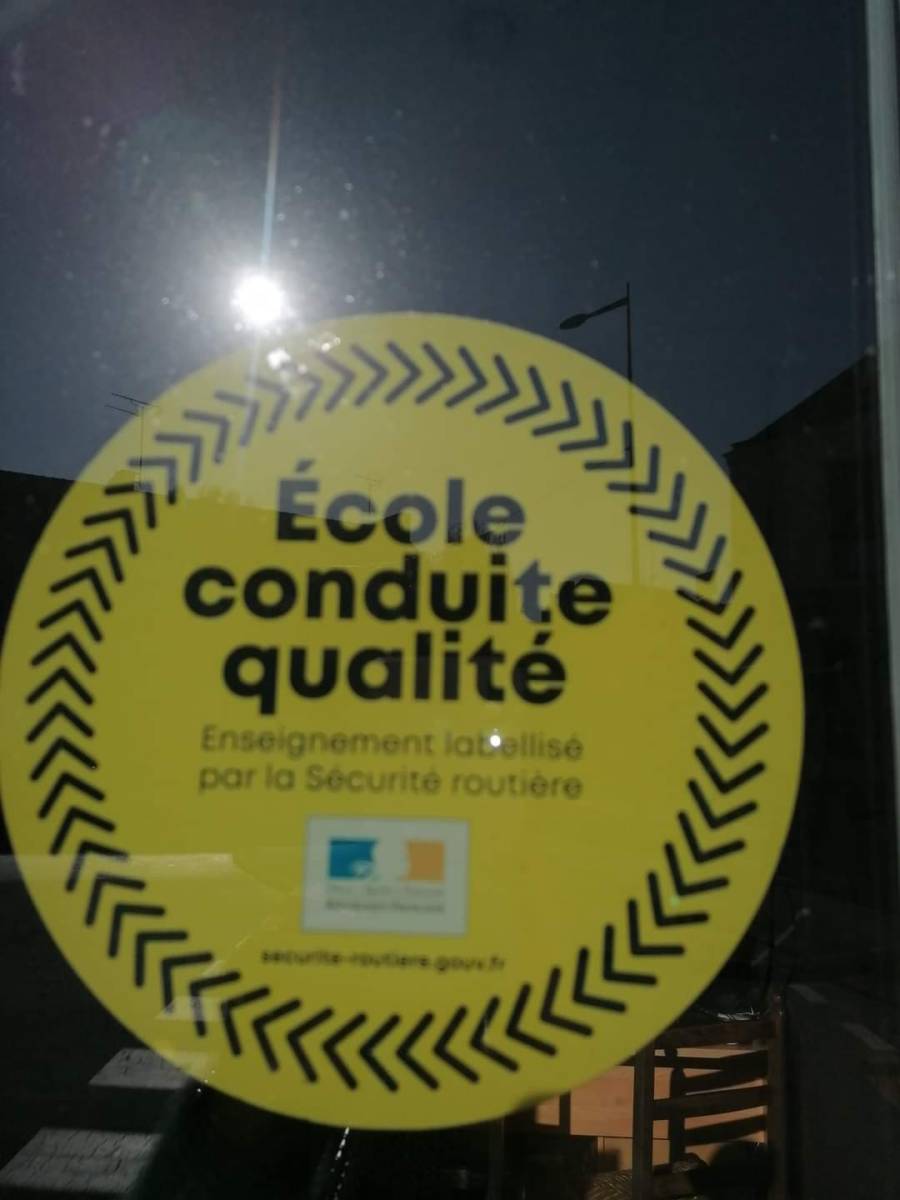 École
conduite
qualité
Enseignement labellisé
par la Sécurité routière
securite-routiere.gouv.fr